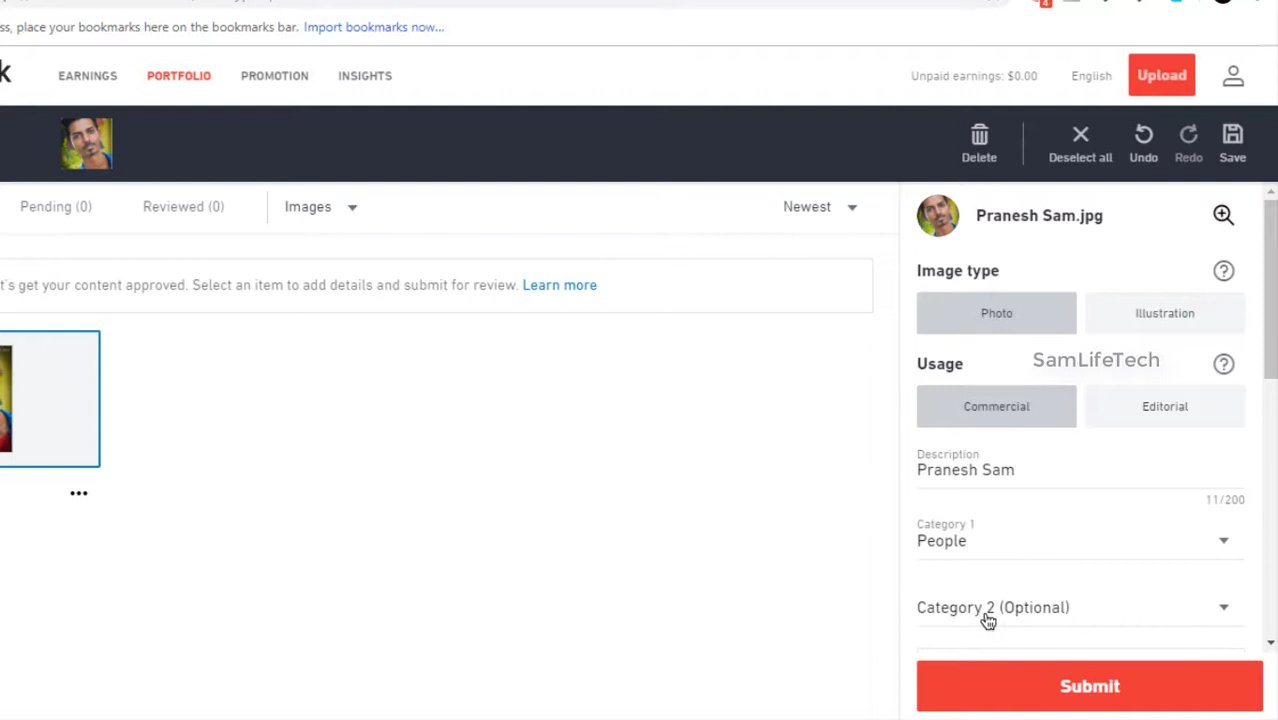 ss, place your bookmarks here on the bookmarks bar. Import bookmarks now...
4
k EARNINGS PORTFOLIO PROMOTION INSIGHTS Unpaid earnings: $0.00 English Upload
Delete Deselect all Undo Redo Save
Pending (0) Reviewed (0) Images Newest
Pranesh Sam.jpg
t's get your content approved. Select an item to add details and submit for review. Learn more
Image type
Photo Illustration
SamLifeTech
Usage
Commercial Editorial
Description
Pranesh Sam
11/200
Category 1
People
Category 2 (Optional)
Submit